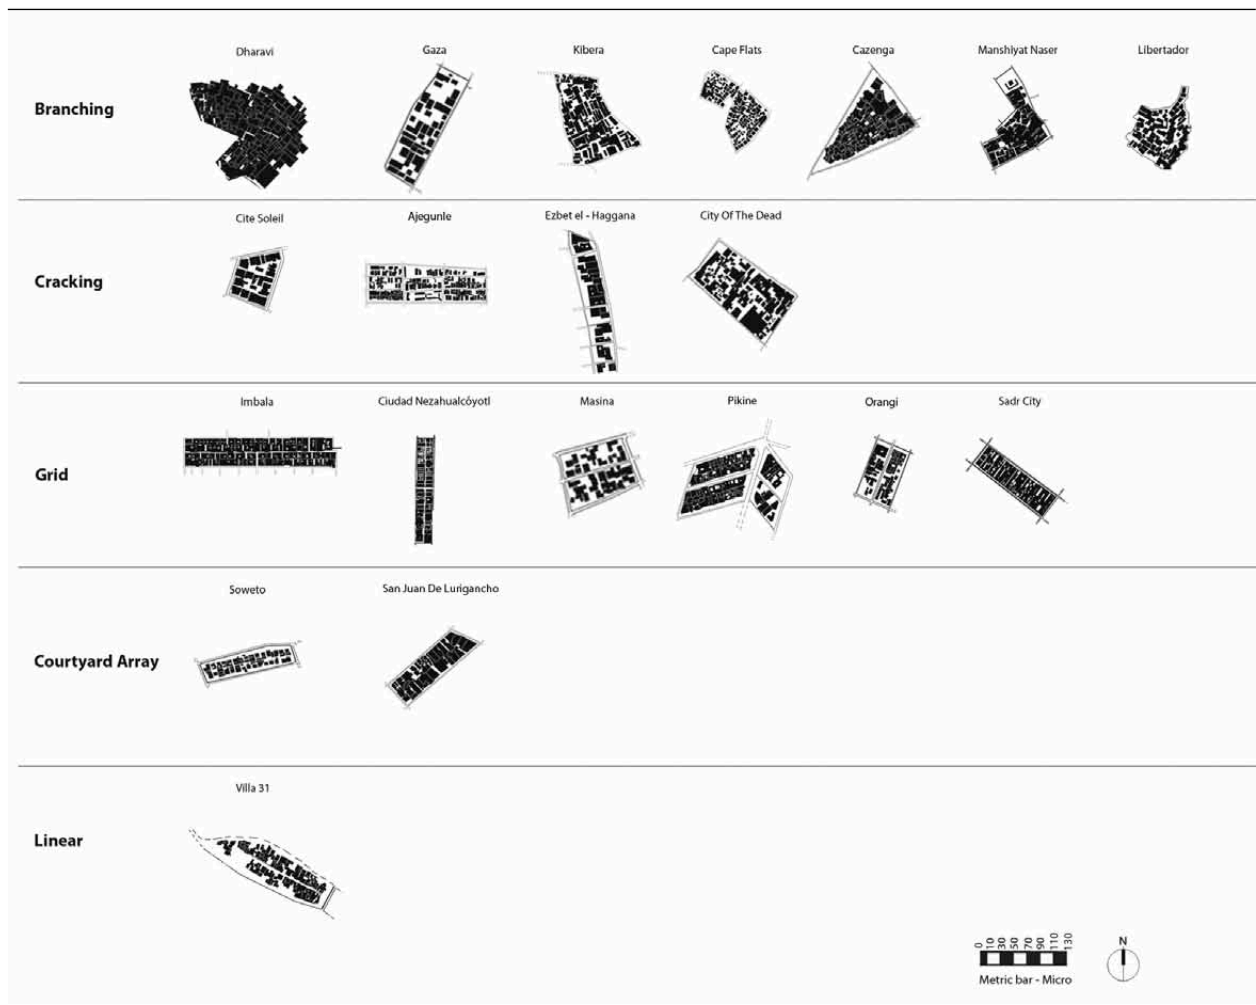 Dharavi
Gaza
Kibera
Cape Flats
Cazenga
Manshiyat Naser
Libertador
Branching
Cite Soleil
Ajegunle
Ezbet el - Haggana
City Of The Dead
Cracking
Imbala
Ciudad Nezahualcôyotl
Masina
Pikine
Orangi
Sadr City
Grid
Soweto
San Juan De Lurigancho
Courtyard Array
Villa 31
Linear
0 10 30 50 70 90 110 130
Metric bar - Micro
N